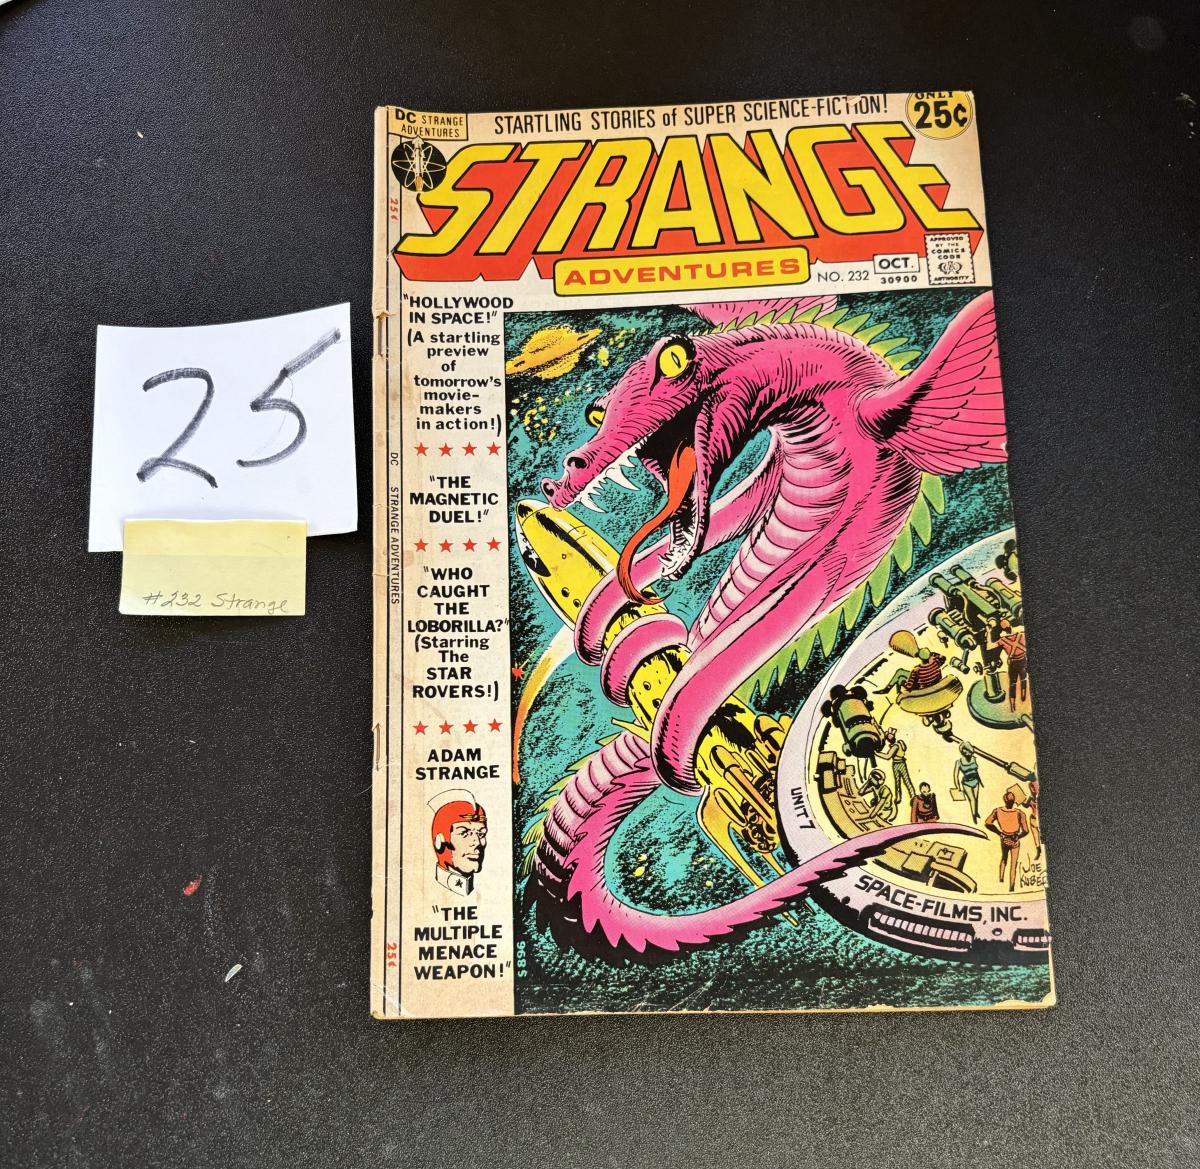 25
#232 Strange
DC STRANGE
ADVENTURES
STARTLING STORIES of SUPER SCIENCE-FICTION!
ONLY
25¢
STRANGE
ADVENTURES
NO. 232
OCT.
30900
APPROVED
BY THE
COMICS
CODE
AUTHORITY
25¢
DC STRANGE ADVENTURES
25¢
"HOLLYWOOD
IN SPACE!"
(A startling
preview
of
tomorrow's
movie-
makers
in action!)
"THE
MAGNETIC
DUEL!"
"WHO
CAUGHT
THE
LOBORILLA?"
(Starring
The
STAR
ROVERS!)
ADAM
STRANGE
"THE
MULTIPLE
MENACE
WEAPON!"
S896
UNIT 7
SPACE-FILMS, INC.
JOE
KUBERT